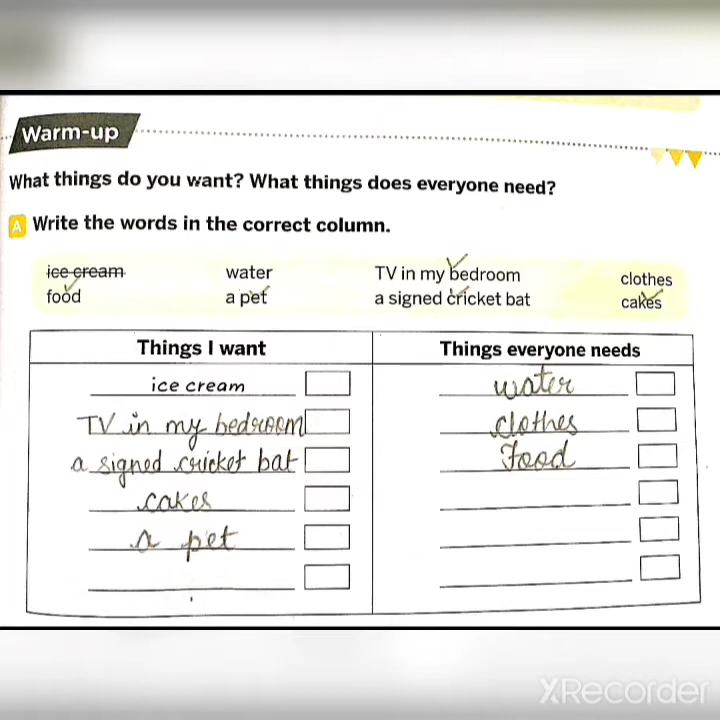 Warm-up
What things do you want? What things does everyone need?
A Write the words in the correct column.
ice cream water TV in my bedroom clothes
food a pet a signed cricket bat cakes
Things I want Things everyone needs
ice cream water
TV in my bedroom clothes
a signed cricket bat Food
cakes
a pet
XRecorder